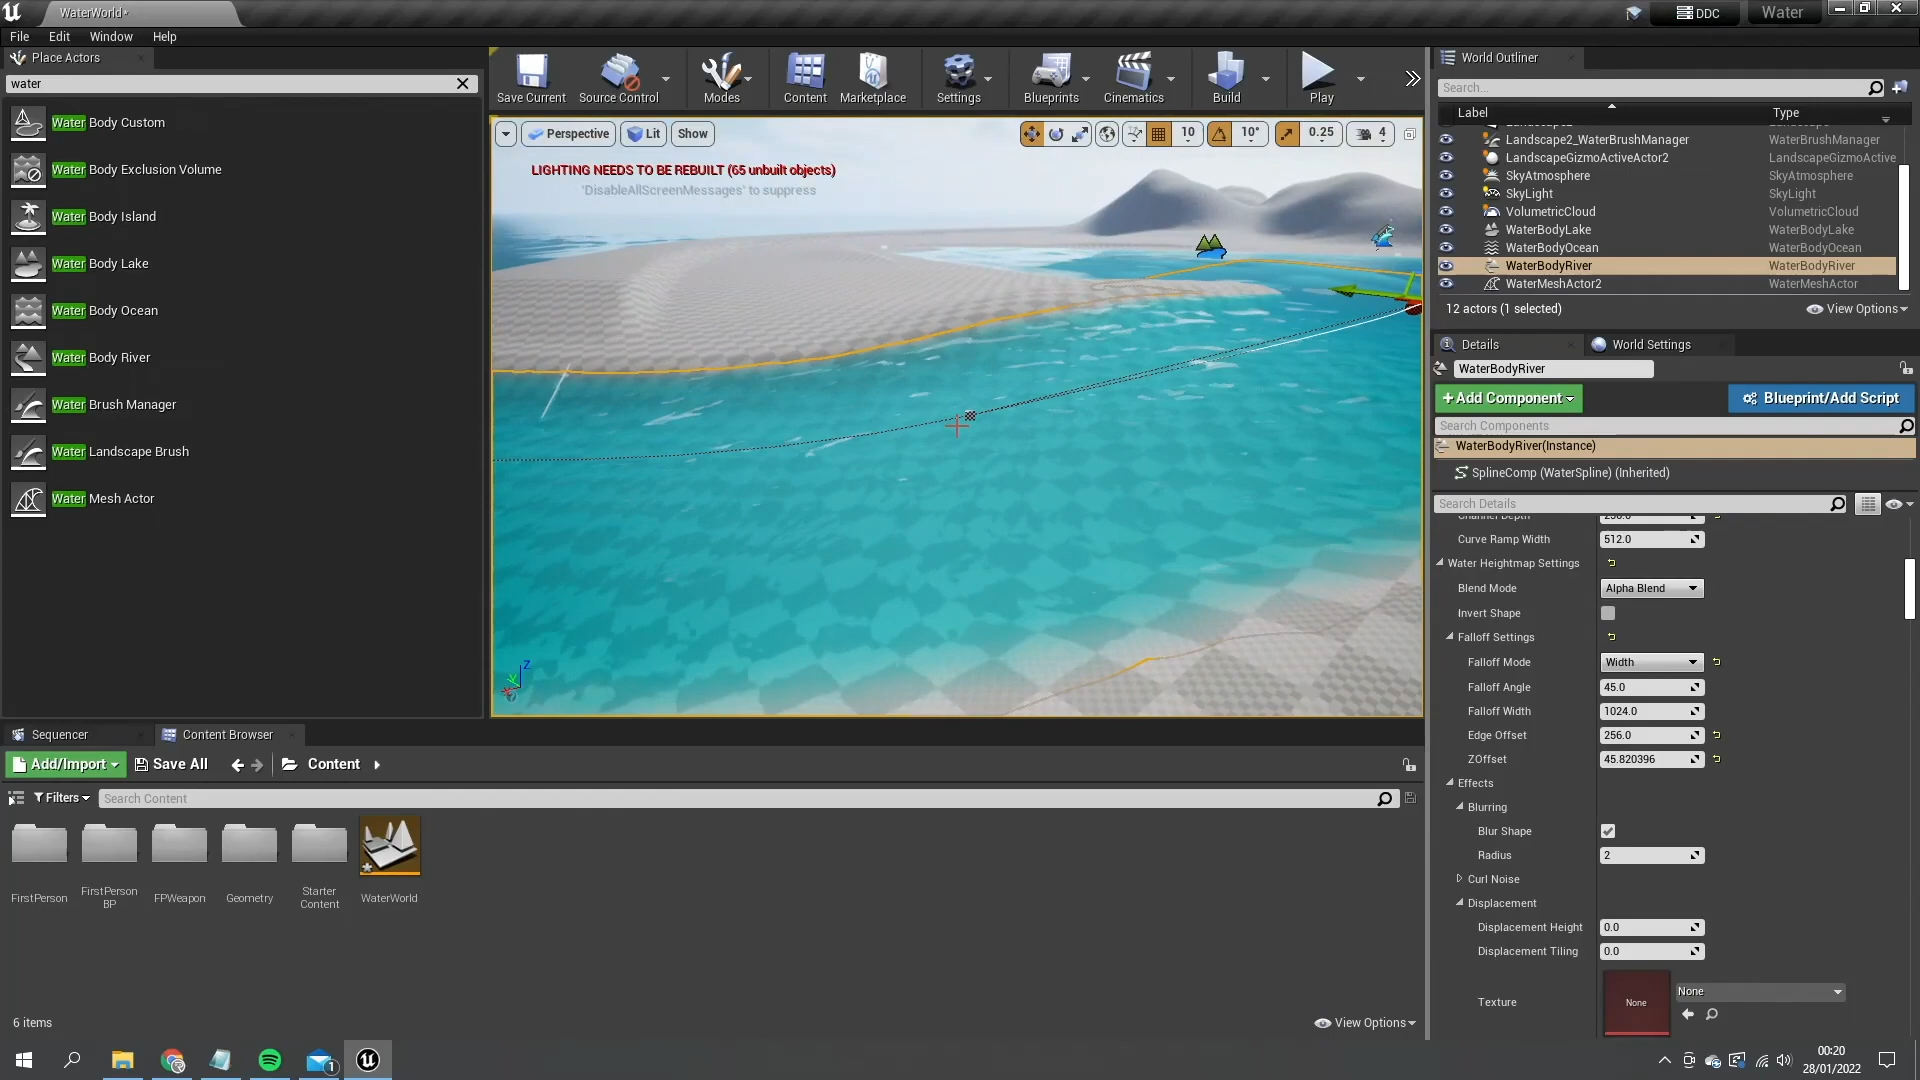 WaterWorld*
DDC
Water
File Edit Window Help
Place Actors
water
Water Body Custom
Water Body Exclusion Volume
Water Body Island
Water Body Lake
Water Body Ocean
Water Body River
Water Brush Manager
Water Landscape Brush
Water Mesh Actor
Save Current Source Control Modes Content Marketplace Settings Blueprints Cinematics Build Play
Perspective Lit Show 10 10° 0.25 4
LIGHTING NEEDS TO BE REBUILT (65 unbuilt objects)
'DisableAllScreenMessages' to suppress
Z
Sequencer Content Browser
Add/Import Save All Content
Filters Search Content
FirstPerson
FirstPerson
BP
FPWeapon
Geometry
Starter
Content
WaterWorld
6 items
View Options
World Outliner
Search...
Label Type
Landscape2_WaterBrushManager WaterBrushManager
LandscapeGizmoActiveActor2 LandscapeGizmoActive
SkyAtmosphere SkyAtmosphere
SkyLight SkyLight
VolumetricCloud VolumetricCloud
WaterBodyLake WaterBodyLake
WaterBodyOcean WaterBodyOcean
WaterBodyRiver WaterBodyRiver
WaterMeshActor2 WaterMeshActor
12 actors (1 selected) View Options
Details World Settings
WaterBodyRiver
+Add Component Blueprint/Add Script
Search Components
WaterBodyRiver(Instance)
SplineComp (WaterSpline) (Inherited)
Search Details
Channel Depth
Curve Ramp Width 512.0
Water Heightmap Settings
Blend Mode Alpha Blend
Invert Shape
Falloff Settings
Falloff Mode Width
Falloff Angle 45.0
Falloff Width 1024.0
Edge Offset 256.0
ZOffset 45.820396
Effects
Blurring
Blur Shape
Radius 2
Curl Noise
Displacement
Displacement Height 0.0
Displacement Tiling 0.0
Texture None None
1
00:20
28/01/2022